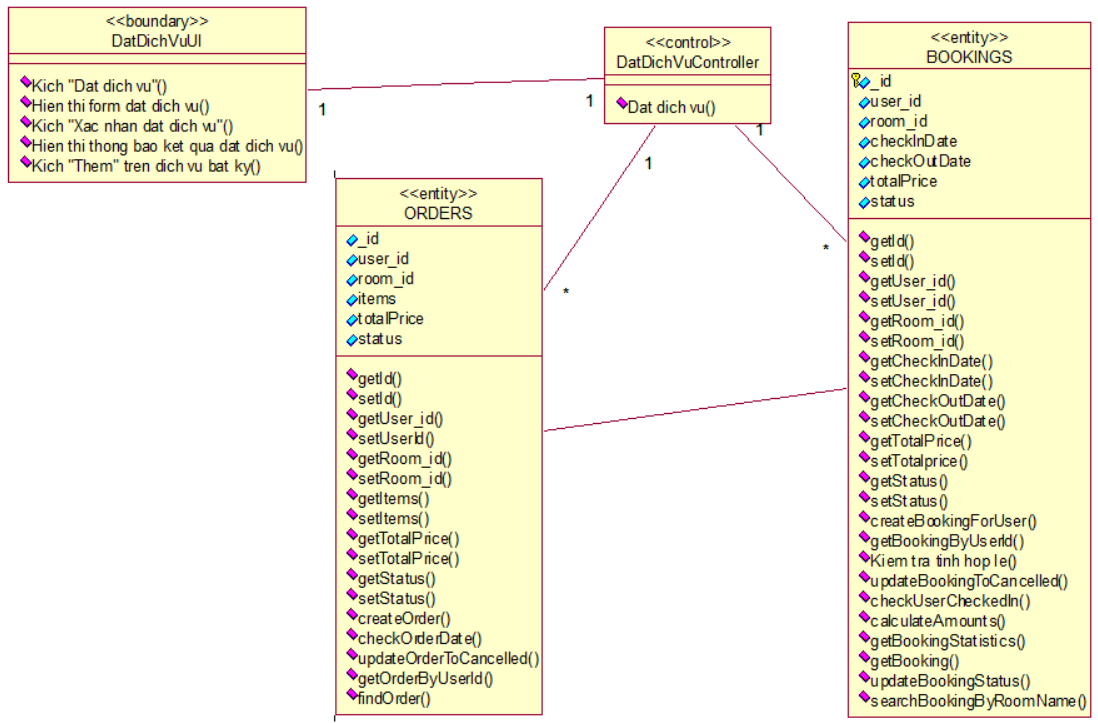 <<boundary>>
DatDichVuUI
Kich "Dat dich vu"()
Hien thi form dat dich vu()
Kich "Xac nhan dat dich vu"()
Hien thi thong bao ket qua dat dich vu()
Kich "Them" tren dich vu bat ky()
1
1
<<control>>
DatDichVuController
Dat dich vu()
1
1
*
*
<<entity>>
ORDERS
_id
user_id
room_id
items
totalPrice
status
getId()
setId()
getUser_id()
setUserId()
getRoom_id()
setRoom_id()
getItems()
setItems()
getTotalPrice()
setTotalPrice()
getStatus()
setStatus()
createOrder()
checkOrderDate()
updateOrderToCancelled()
getOrderByUserId()
findOrder()
<<entity>>
BOOKINGS
_id
user_id
room_id
checkInDate
checkOutDate
totalPrice
status
getId()
setId()
getUser_id()
setUser_id()
getRoom_id()
setRoom_id()
getCheckInDate()
setCheckInDate()
getCheckOutDate()
setCheckOutDate()
getTotalPrice()
setTotalprice()
getStatus()
setStatus()
createBookingForUser()
getBookingByUserId()
Kiem tra tinh hop le()
updateBookingToCancelled()
checkUserCheckedIn()
calculateAmounts()
getBookingStatistics()
getBooking()
updateBookingStatus()
searchBookingByRoomName()